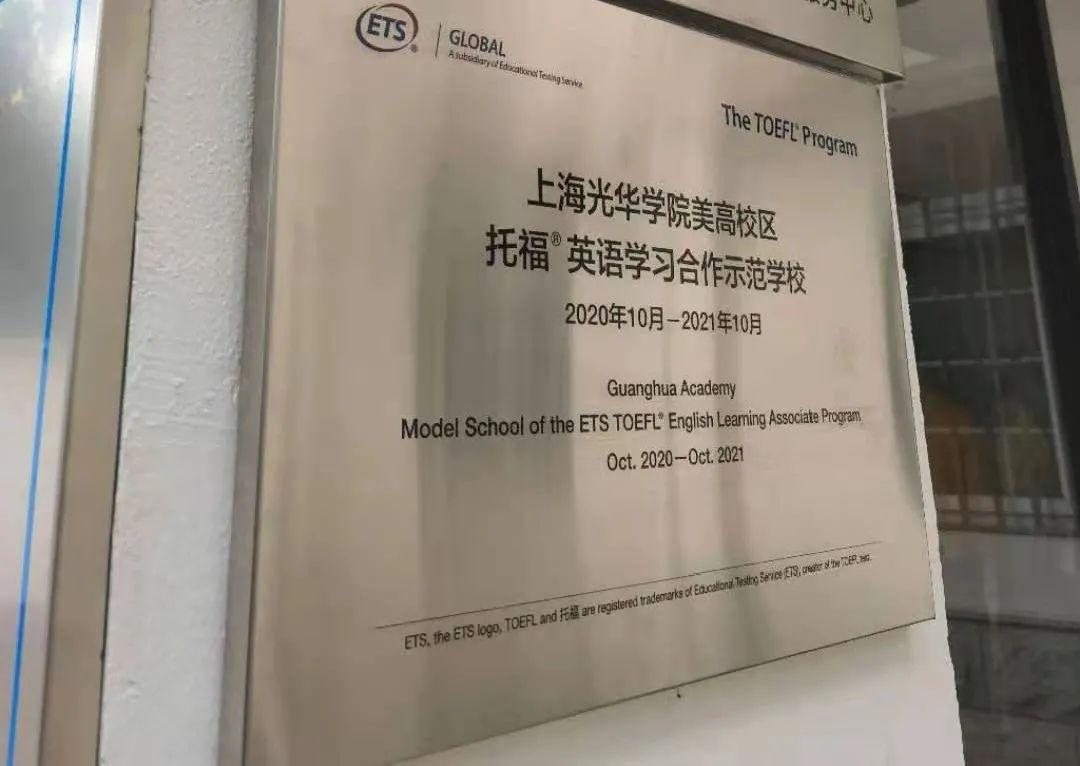 务中心
ETS
GLOBAL
A subsidiary of Educational Testing Service
The TOEFL® Program
上海光华学院美高校区
托福®英语学习合作示范学校
2020年10月－2021年10月
Guanghua Academy
Model School of the ETS TOEFL® English Learning Associate Program
Oct. 2020－Oct. 2021
ETS, the ETS logo, TOEFL and 托福 are registered trademarks of Educational Testing Service (ETS), creator of the TOEFL test.